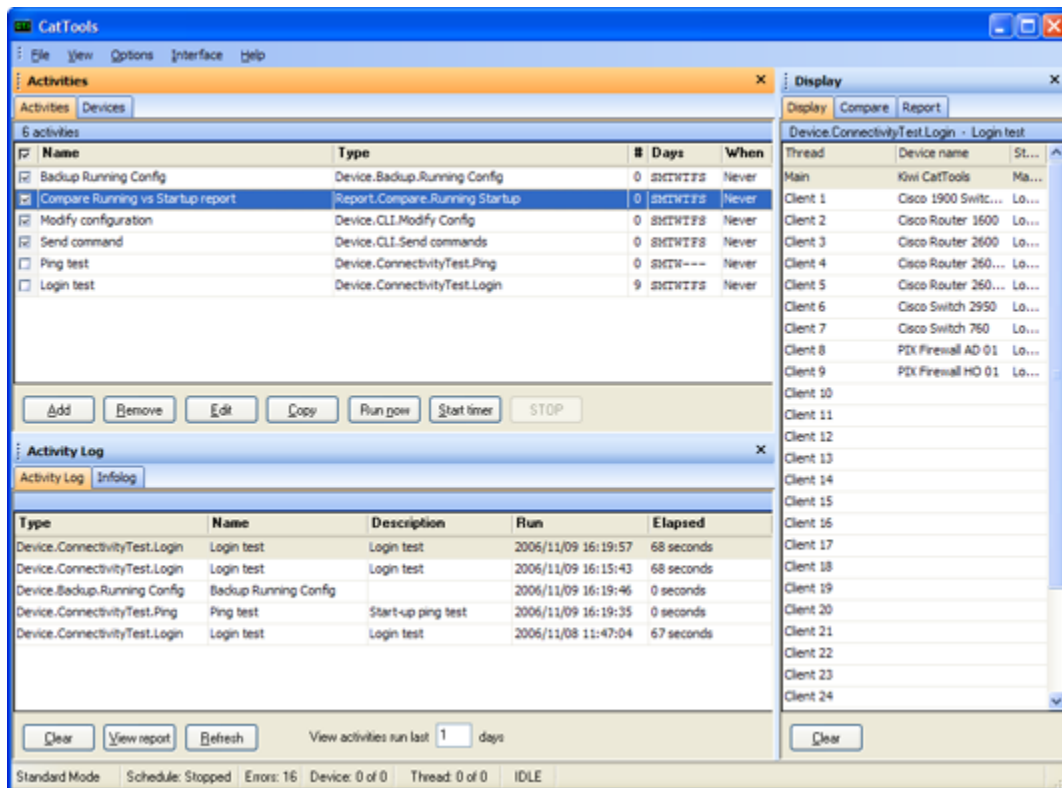 CatTools
File View Options Interface Help
Activities
Activities Devices
6 activities
Name Type # Days When
Backup Running Config Device.Backup.Running Config 0 SMTWTFS Never
Compare Running vs Startup report Report.Compare.Running Startup 0 SMTWTFS Never
Modify configuration Device.CLI.Modify Config 0 SMTWTFS Never
Send command Device.CLI.Send commands 0 SMTWTFS Never
Ping test Device.ConnectivityTest.Ping 0 SMTW--- Never
Login test Device.ConnectivityTest.Login 9 SMTWTFS Never
Add Remove Edit Copy Run now Start timer STOP
Activity Log
Activity Log Infolog
Type Name Description Run Elapsed
Device.ConnectivityTest.Login Login test Login test 2006/11/09 16:19:57 68 seconds
Device.ConnectivityTest.Login Login test Login test 2006/11/09 16:15:43 68 seconds
Device.Backup.Running Config Backup Running Config 2006/11/09 16:19:46 0 seconds
Device.ConnectivityTest.Ping Ping test Start-up ping test 2006/11/09 16:19:35 0 seconds
Device.ConnectivityTest.Login Login test Login test 2006/11/08 11:47:04 67 seconds
Clear View report Refresh View activities run last 1 days
Display
Display Compare Report
Device.ConnectivityTest.Login - Login test
Thread Device name St...
Main Kiwi CatTools Ma...
Client 1 Cisco 1900 Switc... Lo...
Client 2 Cisco Router 1600 Lo...
Client 3 Cisco Router 2600 Lo...
Client 4 Cisco Router 260... Lo...
Client 5 Cisco Router 260... Lo...
Client 6 Cisco Switch 2950 Lo...
Client 7 Cisco Switch 760 Lo...
Client 8 PIX Firewall AD 01 Lo...
Client 9 PIX Firewall HO 01 Lo...
Client 10
Client 11
Client 12
Client 13
Client 14
Client 15
Client 16
Client 17
Client 18
Client 19
Client 20
Client 21
Client 22
Client 23
Client 24
Clear
Standard Mode Schedule: Stopped Errors: 16 Device: 0 of 0 Thread: 0 of 0 IDLE